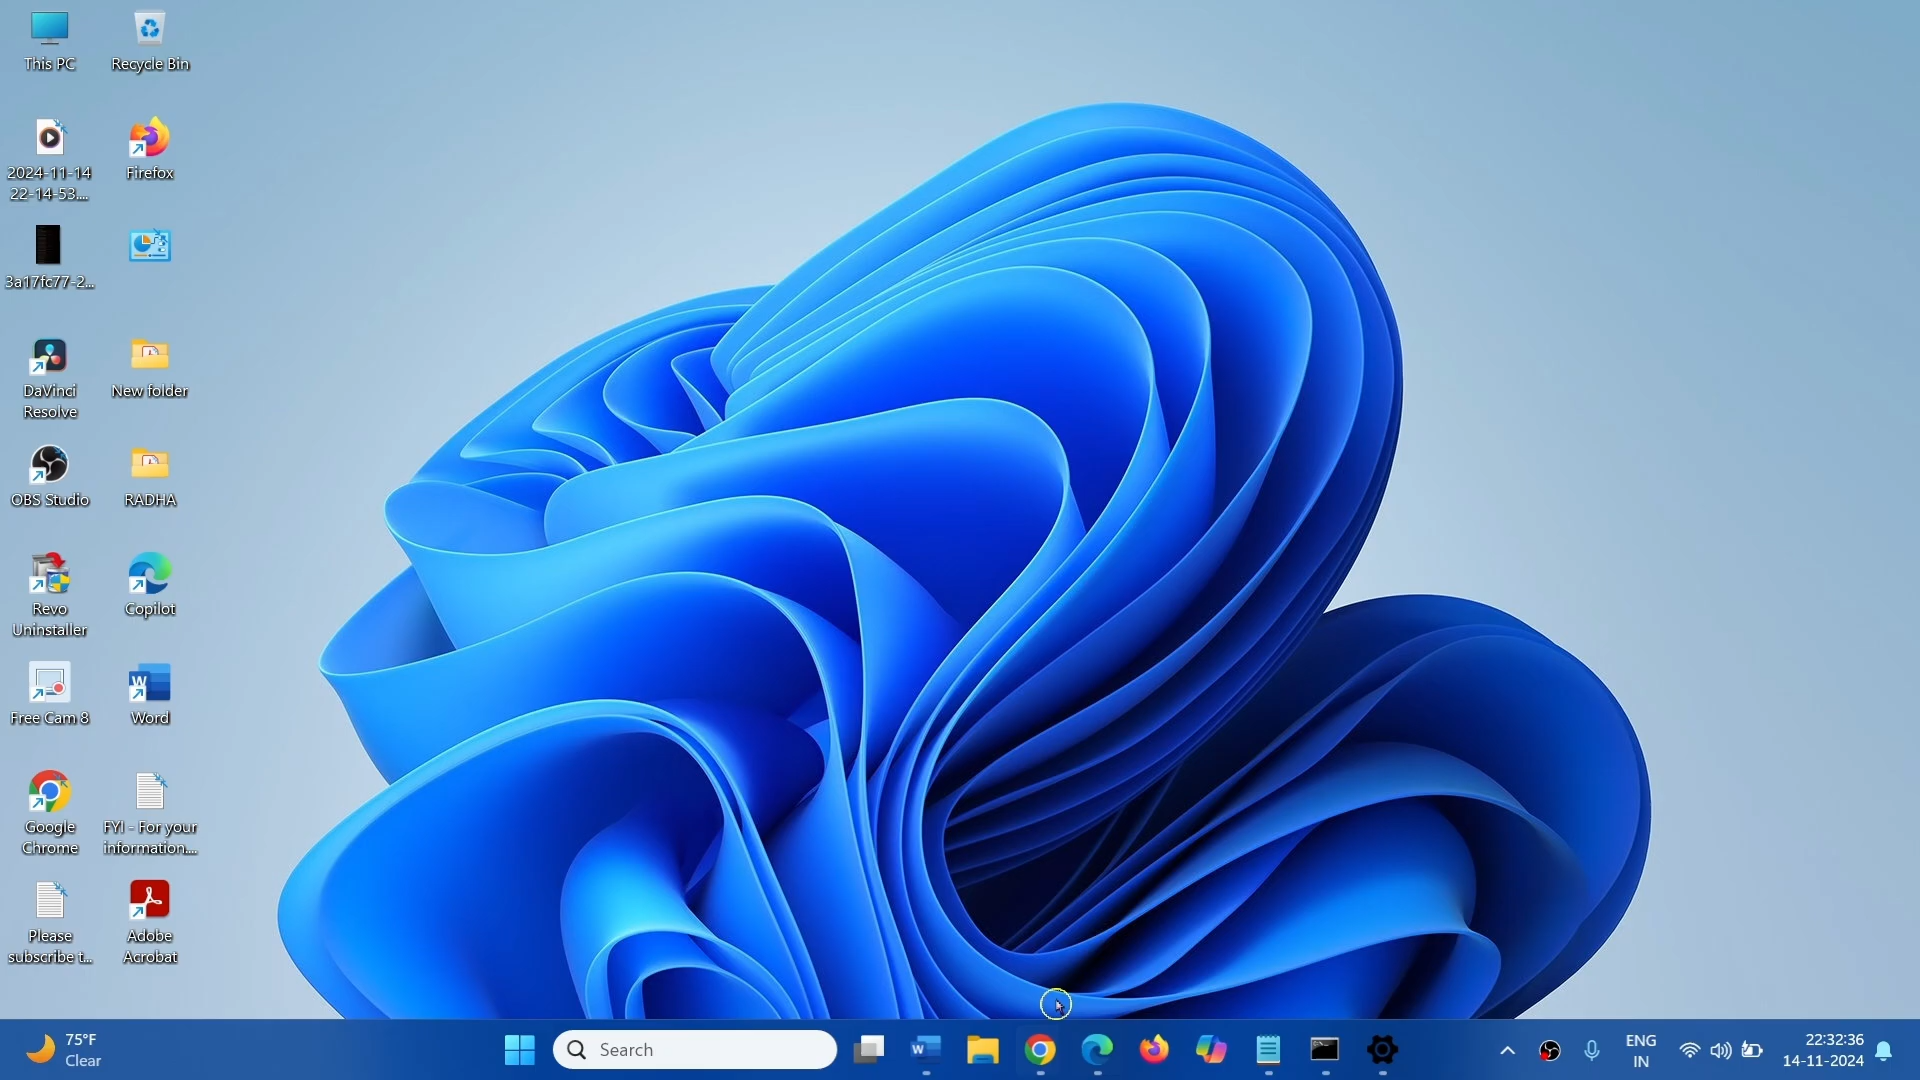 This PC
Recycle Bin
2024-11-14
22-14-53....
Firefox
3a17fc77-2...
DaVinci
Resolve
New folder
OBS Studio
RADHA
Revo
Uninstaller
Copilot
Free Cam 8
Word
Google
Chrome
FYI - For your
information....
Please
subscribe t...
Adobe
Acrobat
75°F
Clear
Search
ENG
IN
22:32:36
14-11-2024